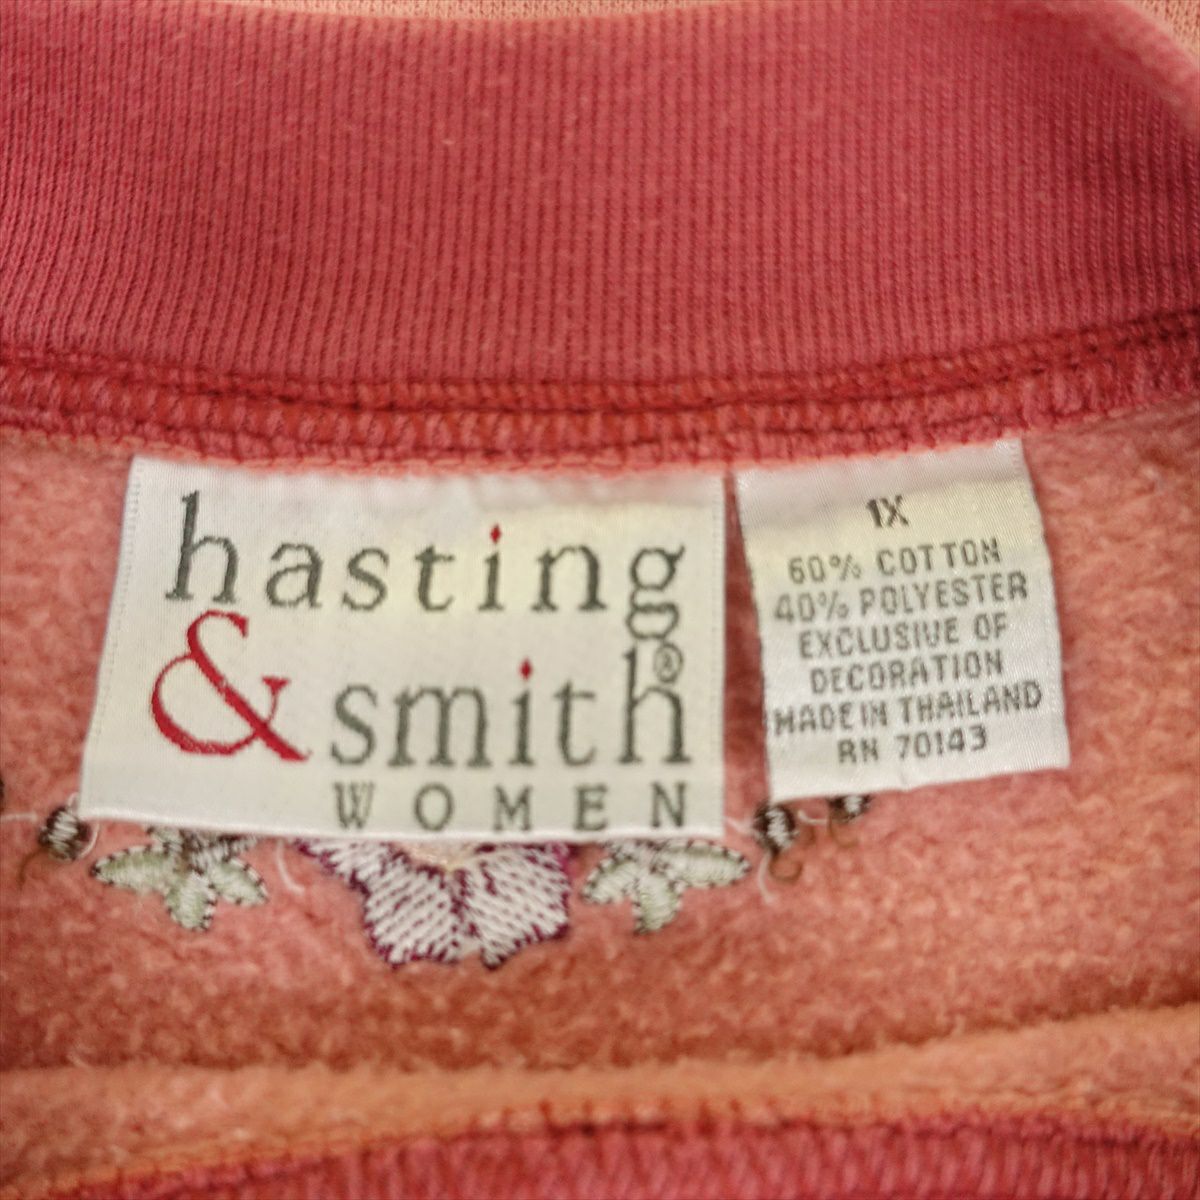 hasting
& smith®
WOMEN
1X
60% COTTON
40% POLYESTER
EXCLUSIVE OF
DECORATION
MADE IN THAILAND
RN 70143